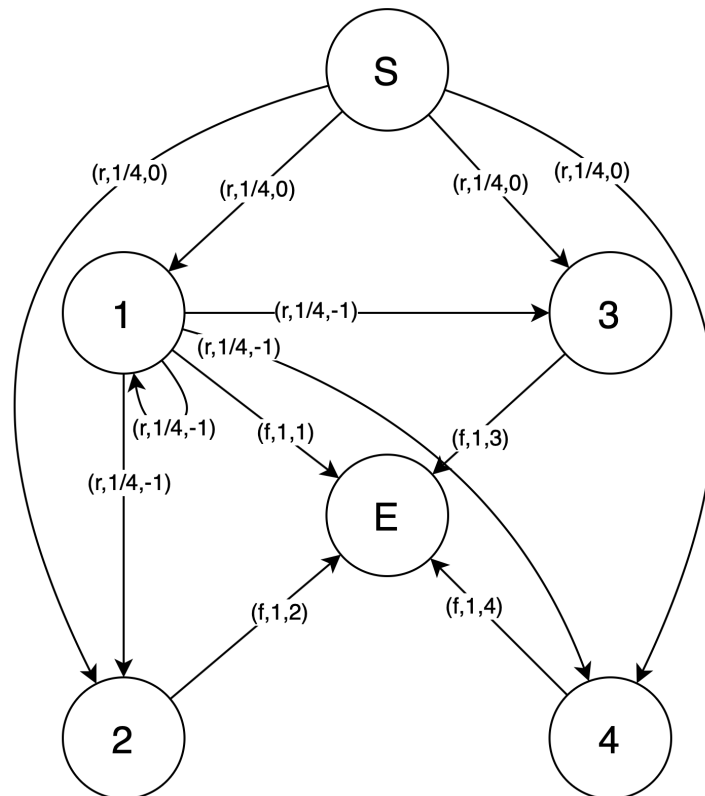 S
(r,1/4,0)
(r,1/4,0)
(r,1/4,0)
(r,1/4,0)
1
(r,1/4,-1)
3
(r,1/4,-1)
(r,1/4,-1)
(f,1,1)
(f,1,3)
(r,1/4,-1)
E
(f,1,2)
(f,1,4)
2
4